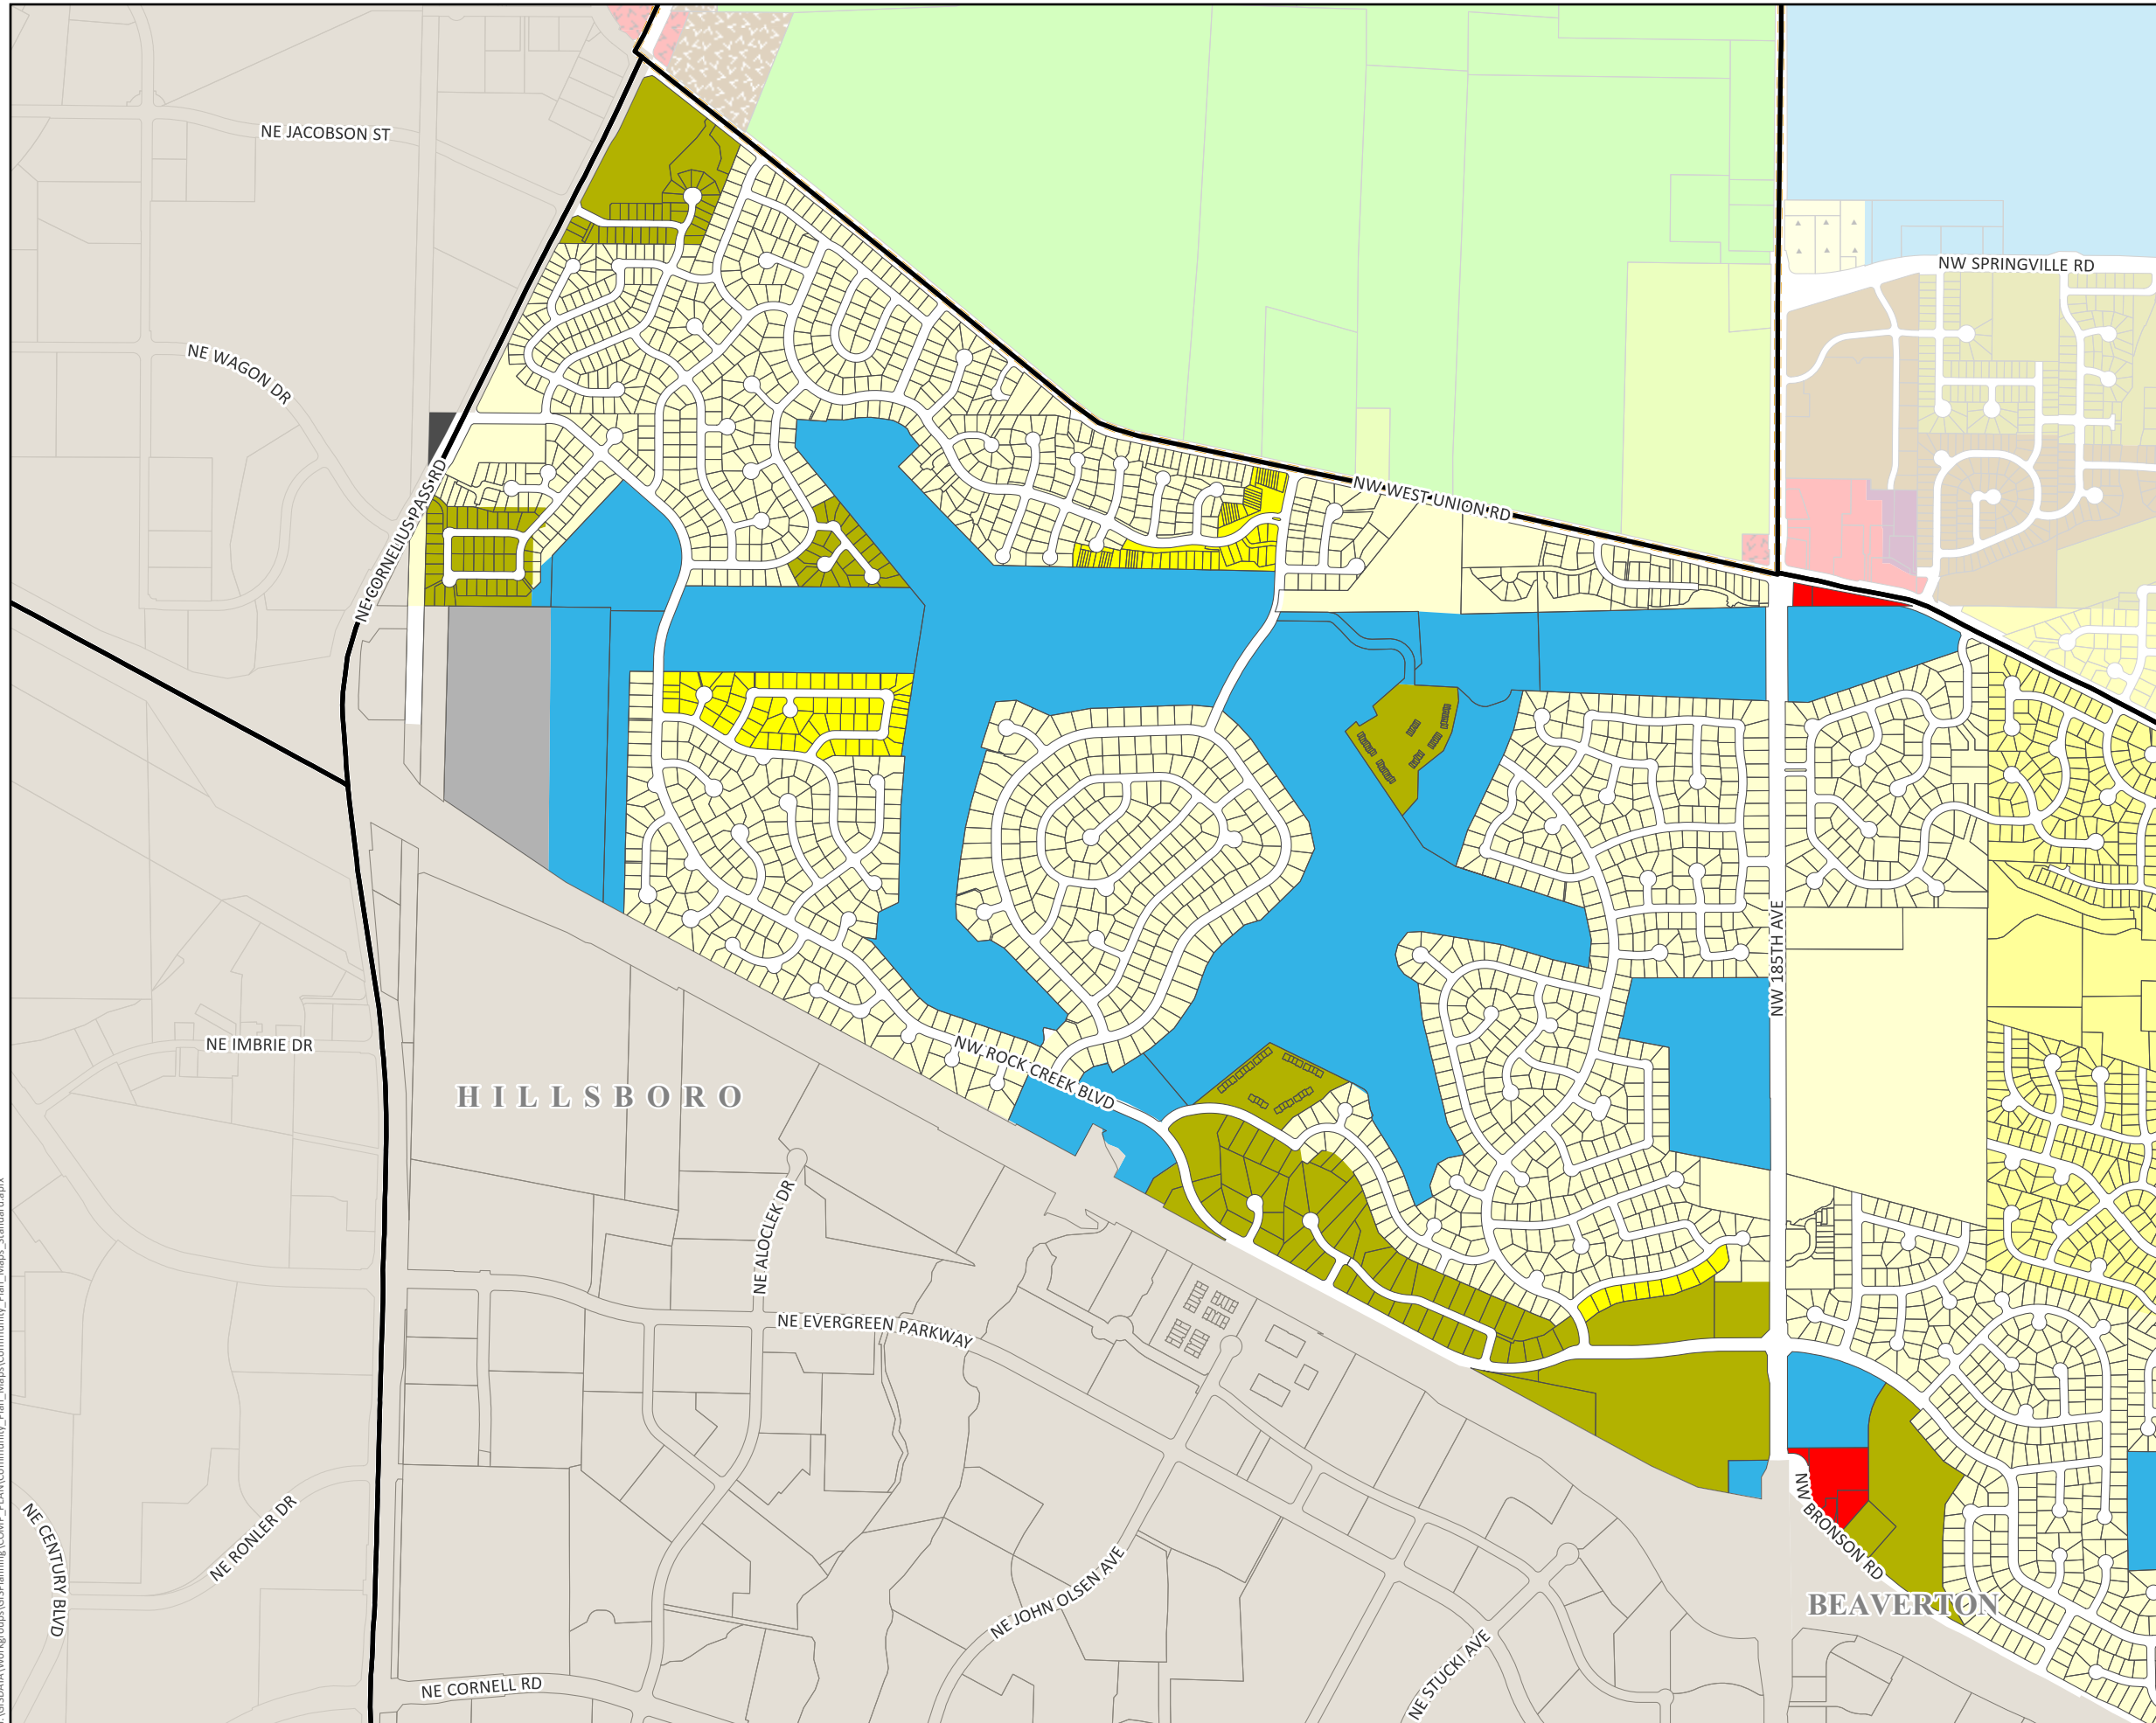 NE JACOBSON ST
NW SPRINGVILLE RD
NE WAGON DR
NE CORNELIUS PASS RD
NW WEST UNION RD
NW 185TH AVE
NE IMBRIE DR
NW ROCK CREEK BLVD
HILLSBORO
NE ALOCLEK DR
NE EVERGREEN PARKWAY
NE CENTURY BLVD
NE RONLER DR
NW BRONSON RD
NE JOHN OLSEN AVE
BEAVERTON
NE STUCKI AVE
NE CORNELL RD